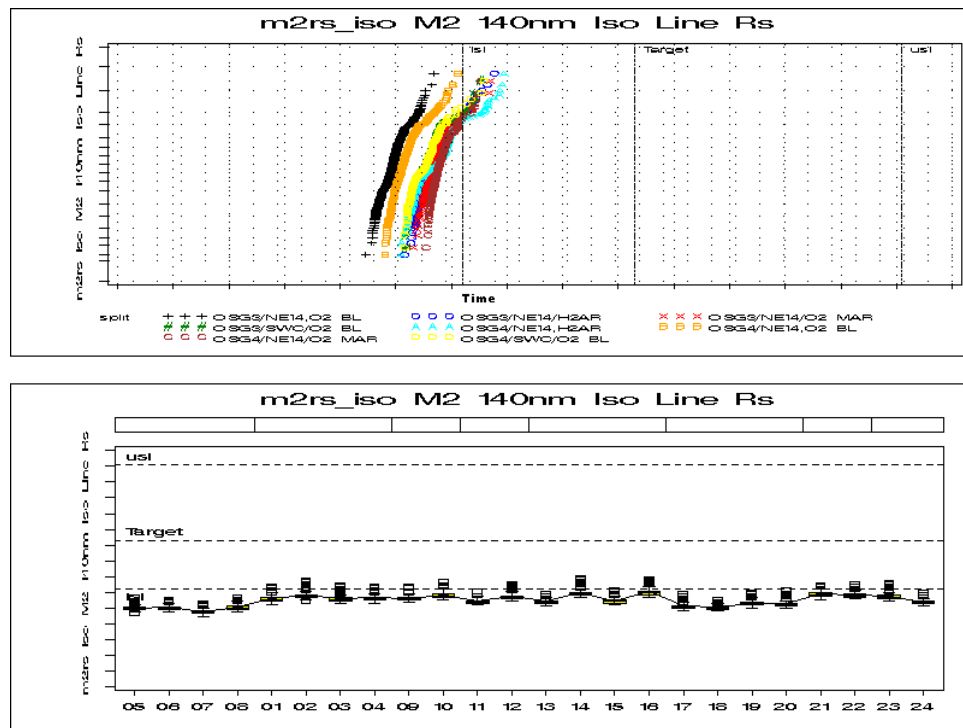 m2rs_iso M2 140nm Iso Line Rs
m2rs iso M2 140nm Iso Line Rs
lsl
Target
usl
Time
split
+ + + OSG3/NE14,O2 BL
D D D OSG3/NE14/H2AR
X X X OSG3/NE14/O2 MAR
# # # OSG3/SWC/O2 BL
A A A OSG4/NE14,H2AR
B B B OSG4/NE14,O2 BL
C C C OSG4/NE14/O2 MAR
D D D OSG4/SWC/O2 BL
m2rs_iso M2 140nm Iso Line Rs
m2rs iso M2 140nm Iso Line Rs
usl
Target
05 06 07 08 01 02 03 04 09 10 11 12 13 14 15 16 17 18 19 20 21 22 23 24